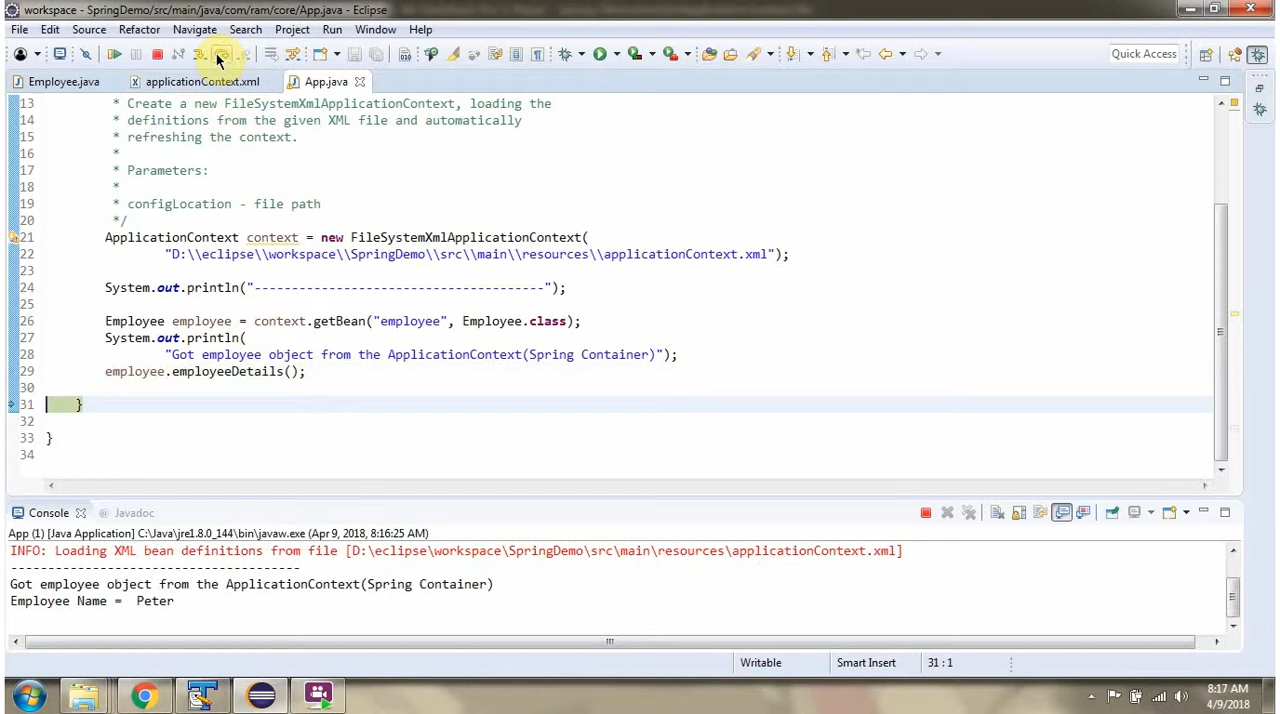 workspace - SpringDemo/src/main/java/com/ram/core/App.java - Eclipse
File Edit Source Refactor Navigate Search Project Run Window Help
Quick Access
Employee.java applicationContext.xml App.java
13 * Create a new FileSystemXmlApplicationContext, loading the
14 * definitions from the given XML file and automatically
15 * refreshing the context.
16 *
17 * Parameters:
18 *
19 * configLocation - file path
20 */
21 ApplicationContext context = new FileSystemXmlApplicationContext(
22 "D:\\eclipse\\workspace\\SpringDemo\\src\\main\\resources\\applicationContext.xml");
23
24 System.out.println("---------------------------------------");
25
26 Employee employee = context.getBean("employee", Employee.class);
27 System.out.println(
28 "Got employee object from the ApplicationContext(Spring Container)");
29 employee.employeeDetails();
30
31 }
32
33 }
34
Console Javadoc
App (1) [Java Application] C:\Java\jre1.8.0_144\bin\javaw.exe (Apr 9, 2018, 8:16:25 AM)
INFO: Loading XML bean definitions from file [D:\eclipse\workspace\SpringDemo\src\main\resources\applicationContext.xml]
---------------------------------------
Got employee object from the ApplicationContext(Spring Container)
Employee Name =  Peter
Writable Smart Insert 31 : 1
8:17 AM
4/9/2018